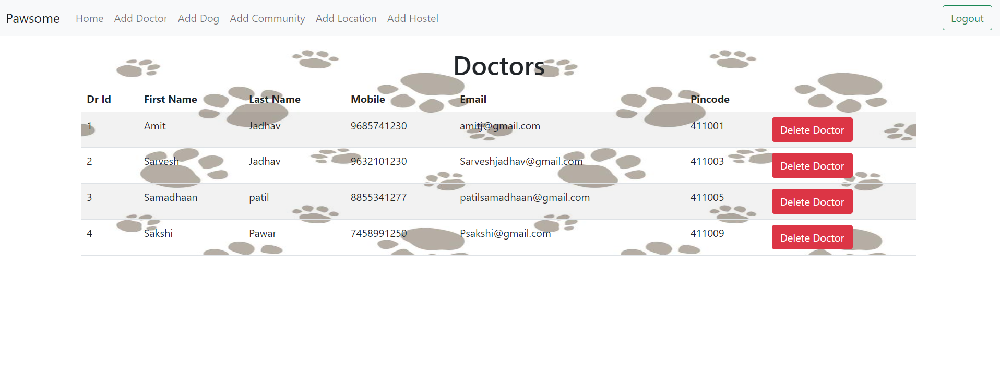 Pawsome Home Add Doctor Add Dog Add Community Add Location Add Hostel Logout
Doctors
Dr Id First Name Last Name Mobile Email Pincode
1 Amit Jadhav 9685741230 amitj@gmail.com 411001 Delete Doctor
2 Sarvesh Jadhav 9632101230 Sarveshjadhav@gmail.com 411003 Delete Doctor
3 Samadhaan patil 8855341277 patilsamadhaan@gmail.com 411005 Delete Doctor
4 Sakshi Pawar 7458991250 Psakshi@gmail.com 411009 Delete Doctor